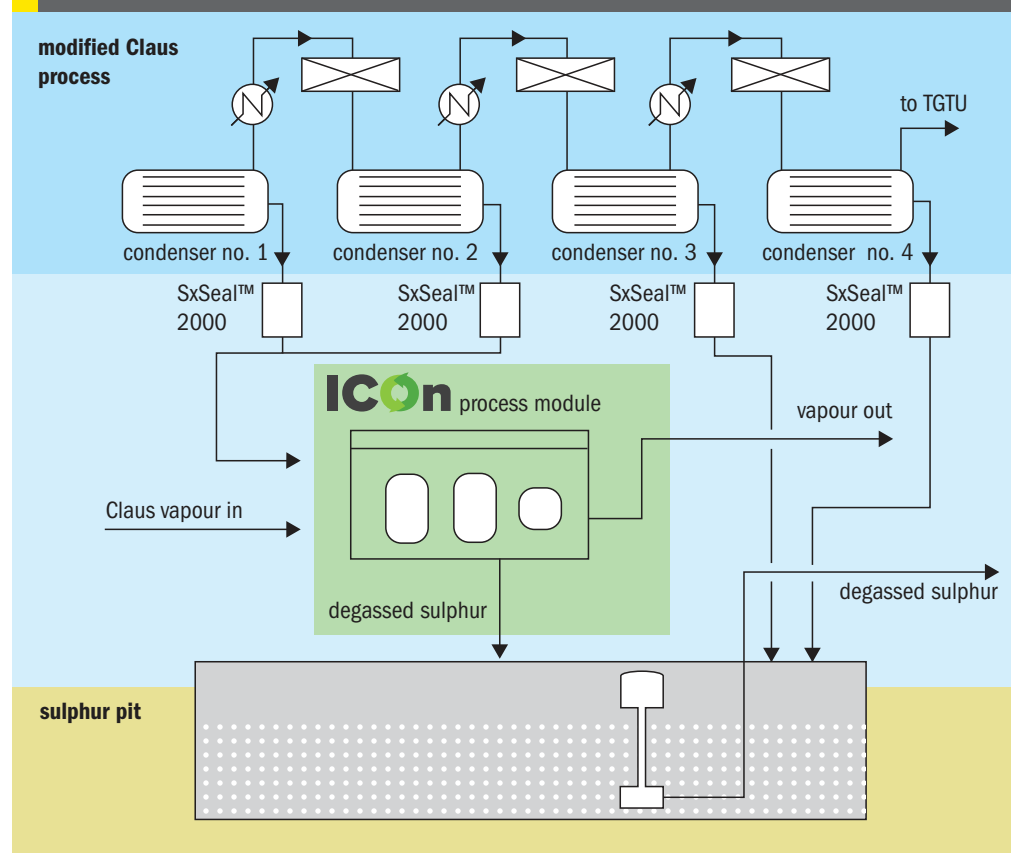 modified Claus
process
to TGTU
condenser no. 1
condenser no. 2
condenser no. 3
condenser no. 4
SxSeal™
2000
SxSeal™
2000
SxSeal™
2000
SxSeal™
2000
ICOn process module
vapour out
Claus vapour in
degassed sulphur
degassed sulphur
sulphur pit